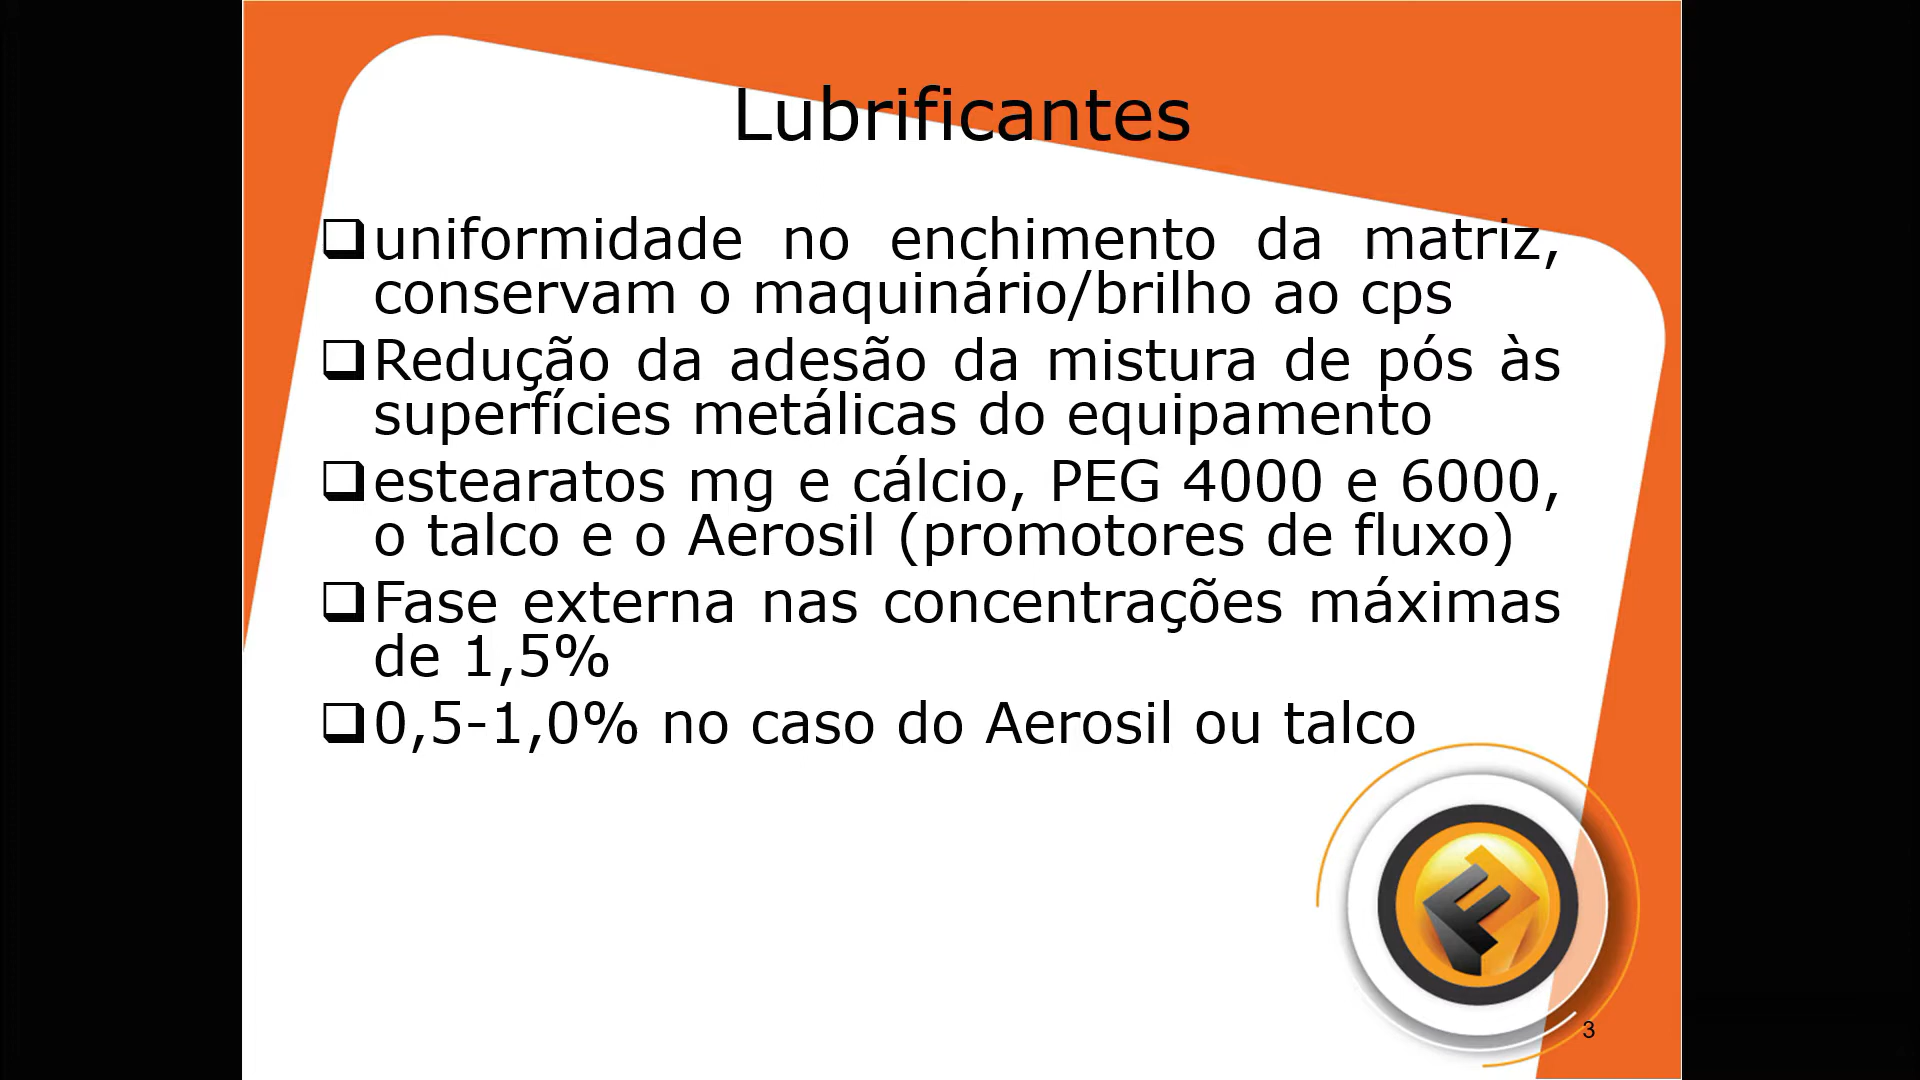 Lubrificantes
uniformidade no enchimento da matriz,
conservam o maquinário/brilho ao cps
Redução da adesão da mistura de pós às
superfícies metálicas do equipamento
estearatos mg e cálcio, PEG 4000 e 6000,
o talco e o Aerosil (promotores de fluxo)
Fase externa nas concentrações máximas
de 1,5%
0,5-1,0% no caso do Aerosil ou talco
3